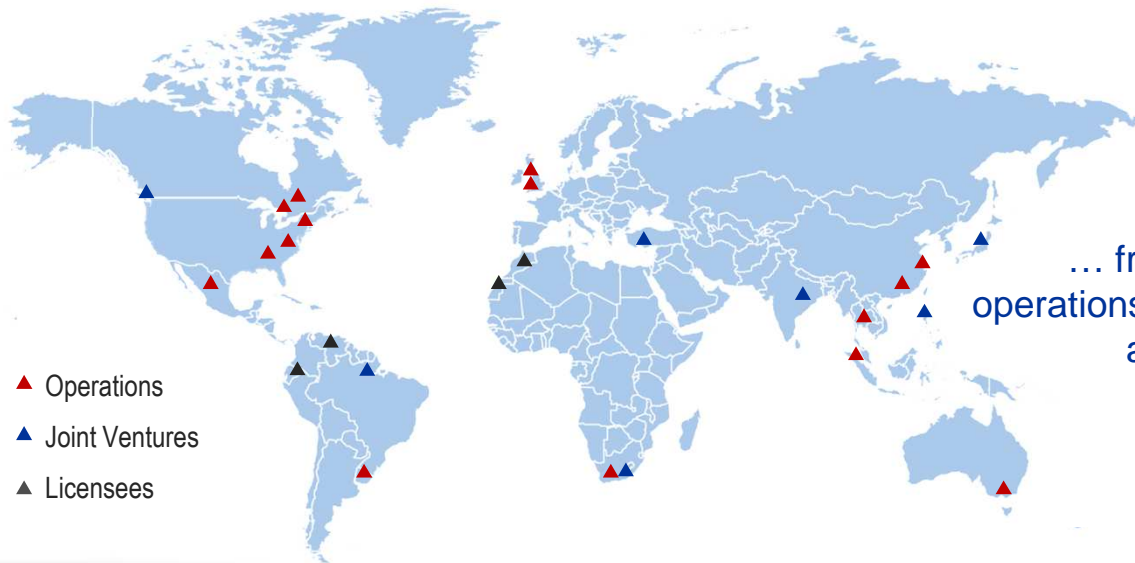 … fr
operations
a
Operations
Joint Ventures
Licensees